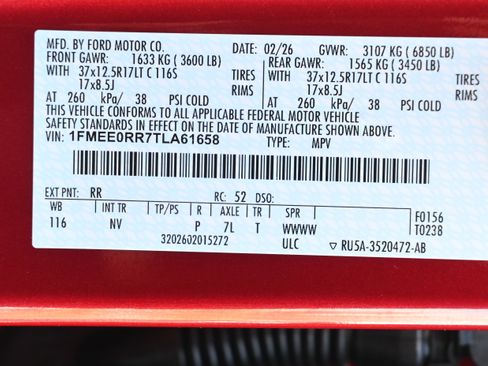 MFD. BY FORD MOTOR CO. DATE: 02/26 GVWR: 3107 KG (6850 LB)
FRONT GAWR: 1633 KG (3600 LB) REAR GAWR: 1565 KG (3450 LB)
WITH 37x12.5R17LT C 116S TIRES WITH 37x12.5R17LT C 116S TIRES
17x8.5J RIMS 17x8.5J RIMS
AT 260 kPa/ 38 PSI COLD AT 260 kPa/ 38 PSI COLD
THIS VEHICLE CONFORMS TO ALL APPLICABLE FEDERAL MOTOR VEHICLE
SAFETY STANDARDS IN EFFECT ON THE DATE OF MANUFACTURE SHOWN ABOVE.
VIN: 1FMEE0RR7TLA61658 TYPE: MPV
EXT PNT: RR RC: 52 DSO:
WB INT TR TP/PS R AXLE TR SPR F0156
116 NV P 7L T WWWW T0238
3202602015272 ULC ▽ RU5A-3520472-AB